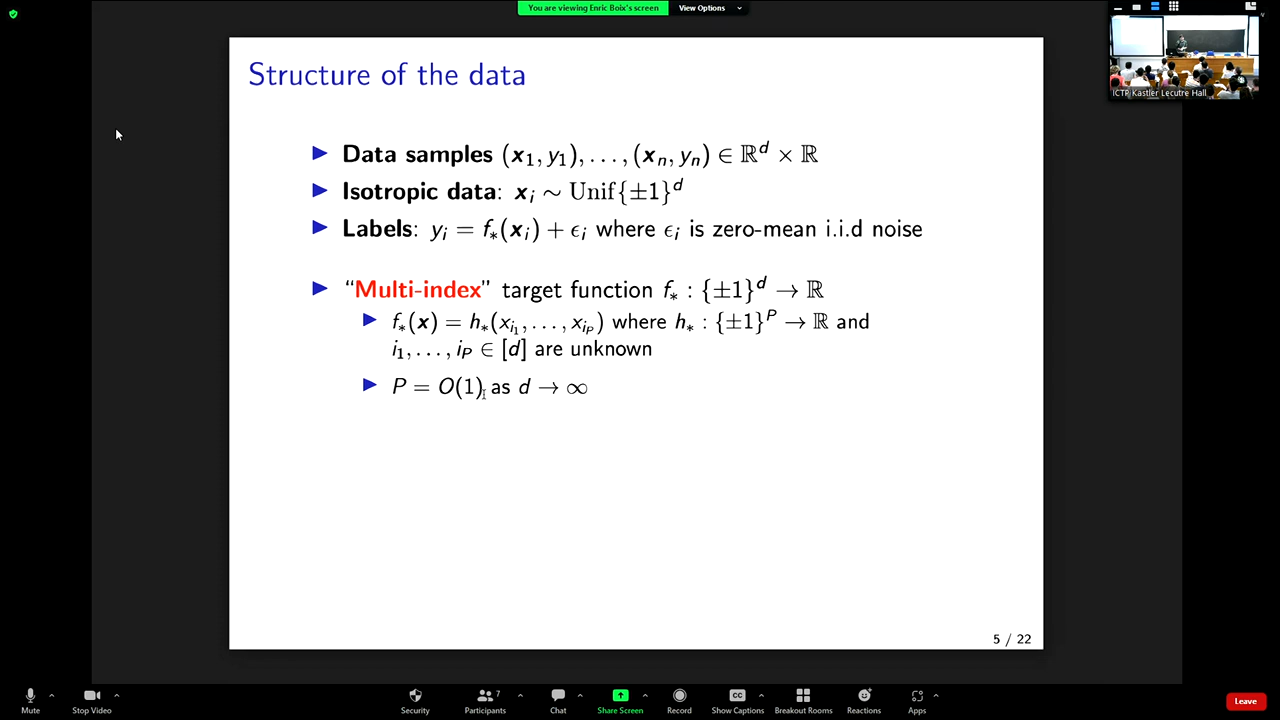 You are viewing Enric Boix's screen View Options
ICTP Kastler Lecutre Hall
Structure of the data
Data samples (x₁, y₁), . . . , (xₙ, yₙ) ∈ ℝᵈ × ℝ
Isotropic data: xᵢ ∼ Unif{±1}ᵈ
Labels: yᵢ = f∗(xᵢ) + ϵᵢ where ϵᵢ is zero-mean i.i.d noise
“Multi-index” target function f∗ : {±1}ᵈ → ℝ
f∗(x) = h∗(x_{i₁}, . . . , x_{i_P}) where h∗ : {±1}ᴾ → ℝ and
i₁, . . . , i_P ∈ [d] are unknown
P = O(1) as d → ∞
5 / 22
Mute Stop Video Security Participants 7 Chat Share Screen Record Show Captions Breakout Rooms Reactions Apps Leave